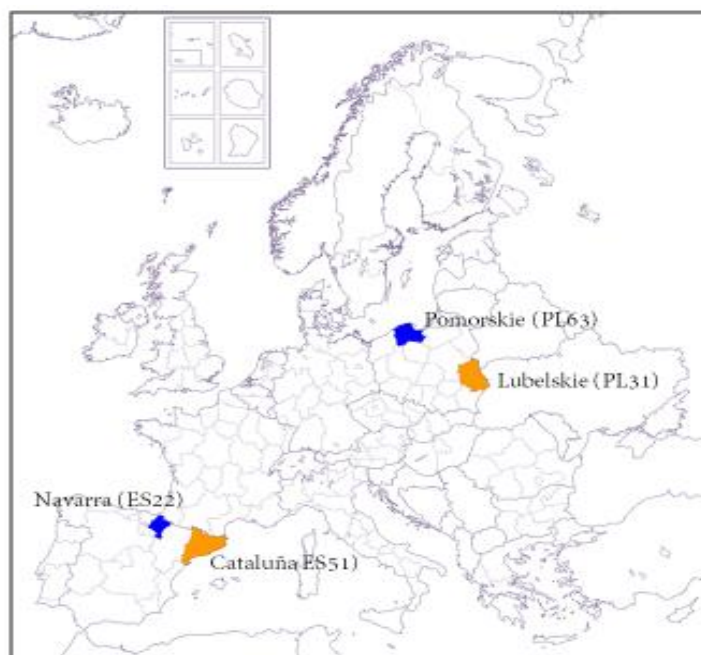 Pomorskie (PL63)
Lubelskie (PL31)
Navarra (ES22)
Cataluña ES51)